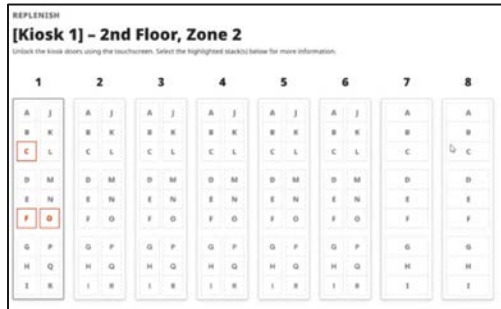 REPLENISH
[Kiosk 1] – 2nd Floor, Zone 2
Unlock the kiosk doors using the touchscreen. Select the highlighted stack(s) below for more information.
1 2 3 4 5 6 7 8
A J A J A J A J A J A J A A
B K B K B K B K B K B K B B
C L C L C L C L C L C L C C
D M D M D M D M D M D M D D
E N E N E N E N E N E N E E
F O F O F O F O F O F O F F
G P G P G P G P G P G P G G
H Q H Q H Q H Q H Q H Q H H
I R I R I R I R I R I R I I